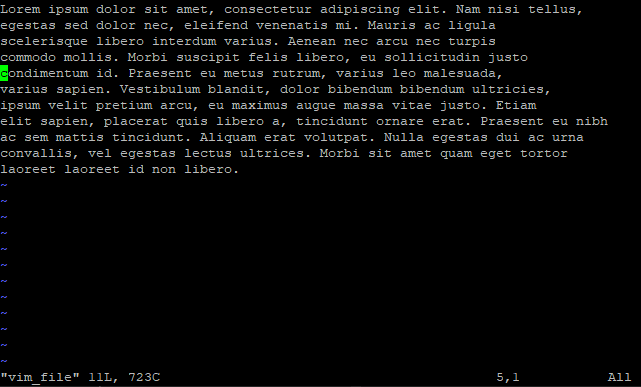 Lorem ipsum dolor sit amet, consectetur adipiscing elit. Nam nisi tellus,
egestas sed dolor nec, eleifend venenatis mi. Mauris ac ligula
scelerisque libero interdum varius. Aenean nec arcu nec turpis
commodo mollis. Morbi suscipit felis libero, eu sollicitudin justo
condimentum id. Praesent eu metus rutrum, varius leo malesuada,
varius sapien. Vestibulum blandit, dolor bibendum bibendum ultricies,
ipsum velit pretium arcu, eu maximus augue massa vitae justo. Etiam
elit sapien, placerat quis libero a, tincidunt ornare erat. Praesent eu nibh
ac sem mattis tincidunt. Aliquam erat volutpat. Nulla egestas dui ac urna
convallis, vel egestas lectus ultrices. Morbi sit amet quam eget tortor
laoreet laoreet id non libero.
~
~
~
~
~
~
~
~
~
~
~
~
"vim_file" 11L, 723C 5,1 All